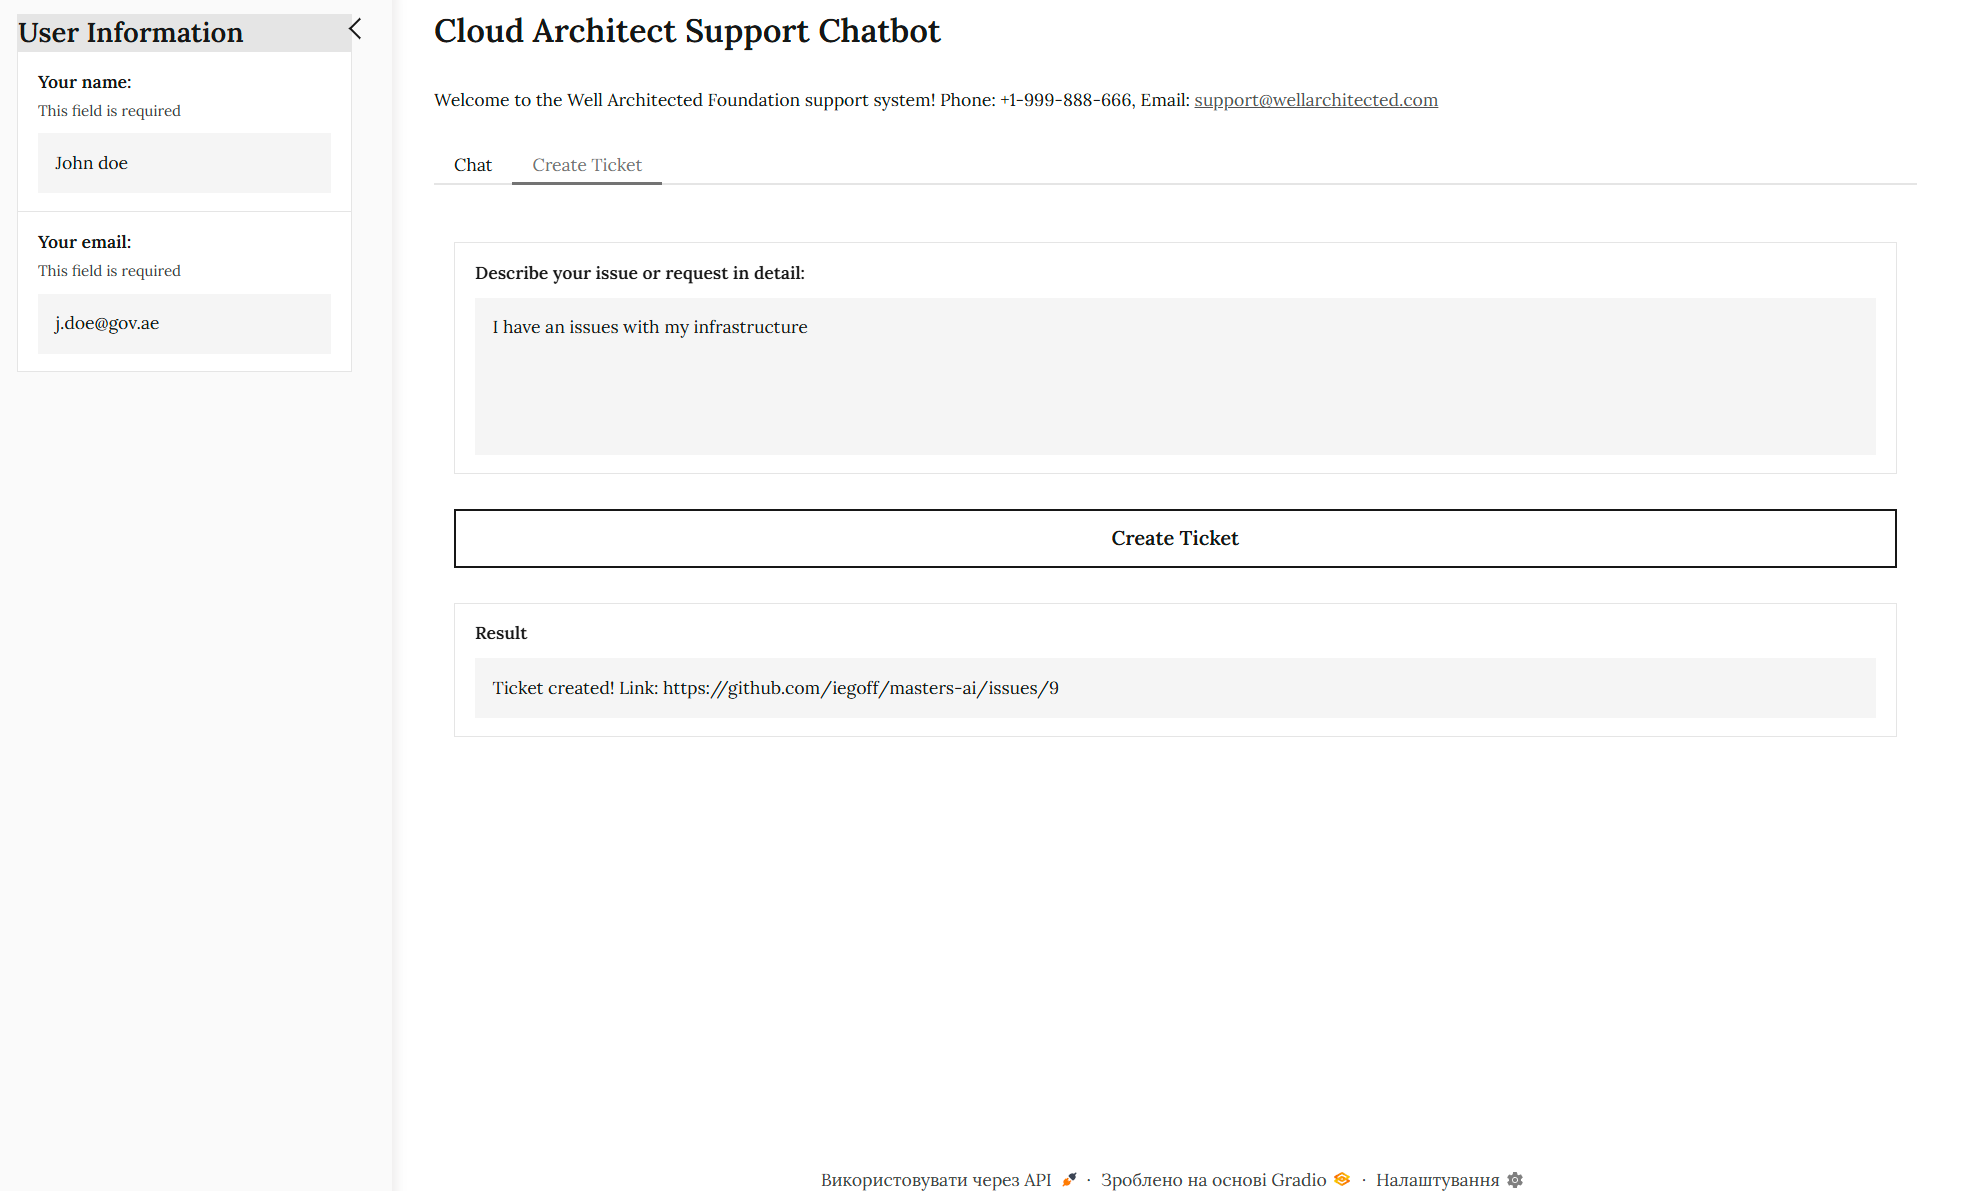 User Information
Your name:
This field is required
John doe
Your email:
This field is required
j.doe@gov.ae
Cloud Architect Support Chatbot
Welcome to the Well Architected Foundation support system! Phone: +1-999-888-666, Email: support@wellarchitected.com
Chat
Create Ticket
Describe your issue or request in detail:
I have an issues with my infrastructure
Create Ticket
Result
Ticket created! Link: https://github.com/iegoff/masters-ai/issues/9
Використовувати через API · Зроблено на основі Gradio · Налаштування